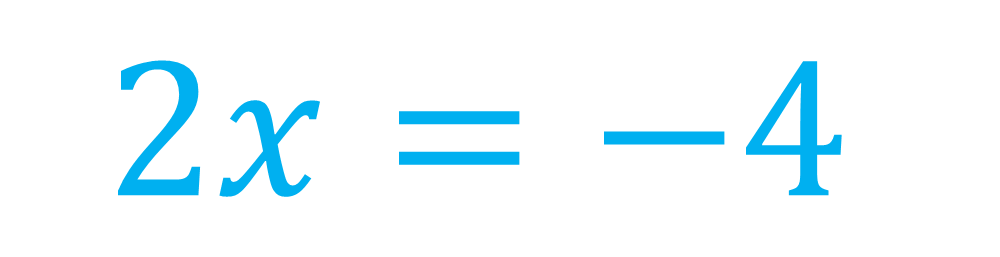 2x = −4